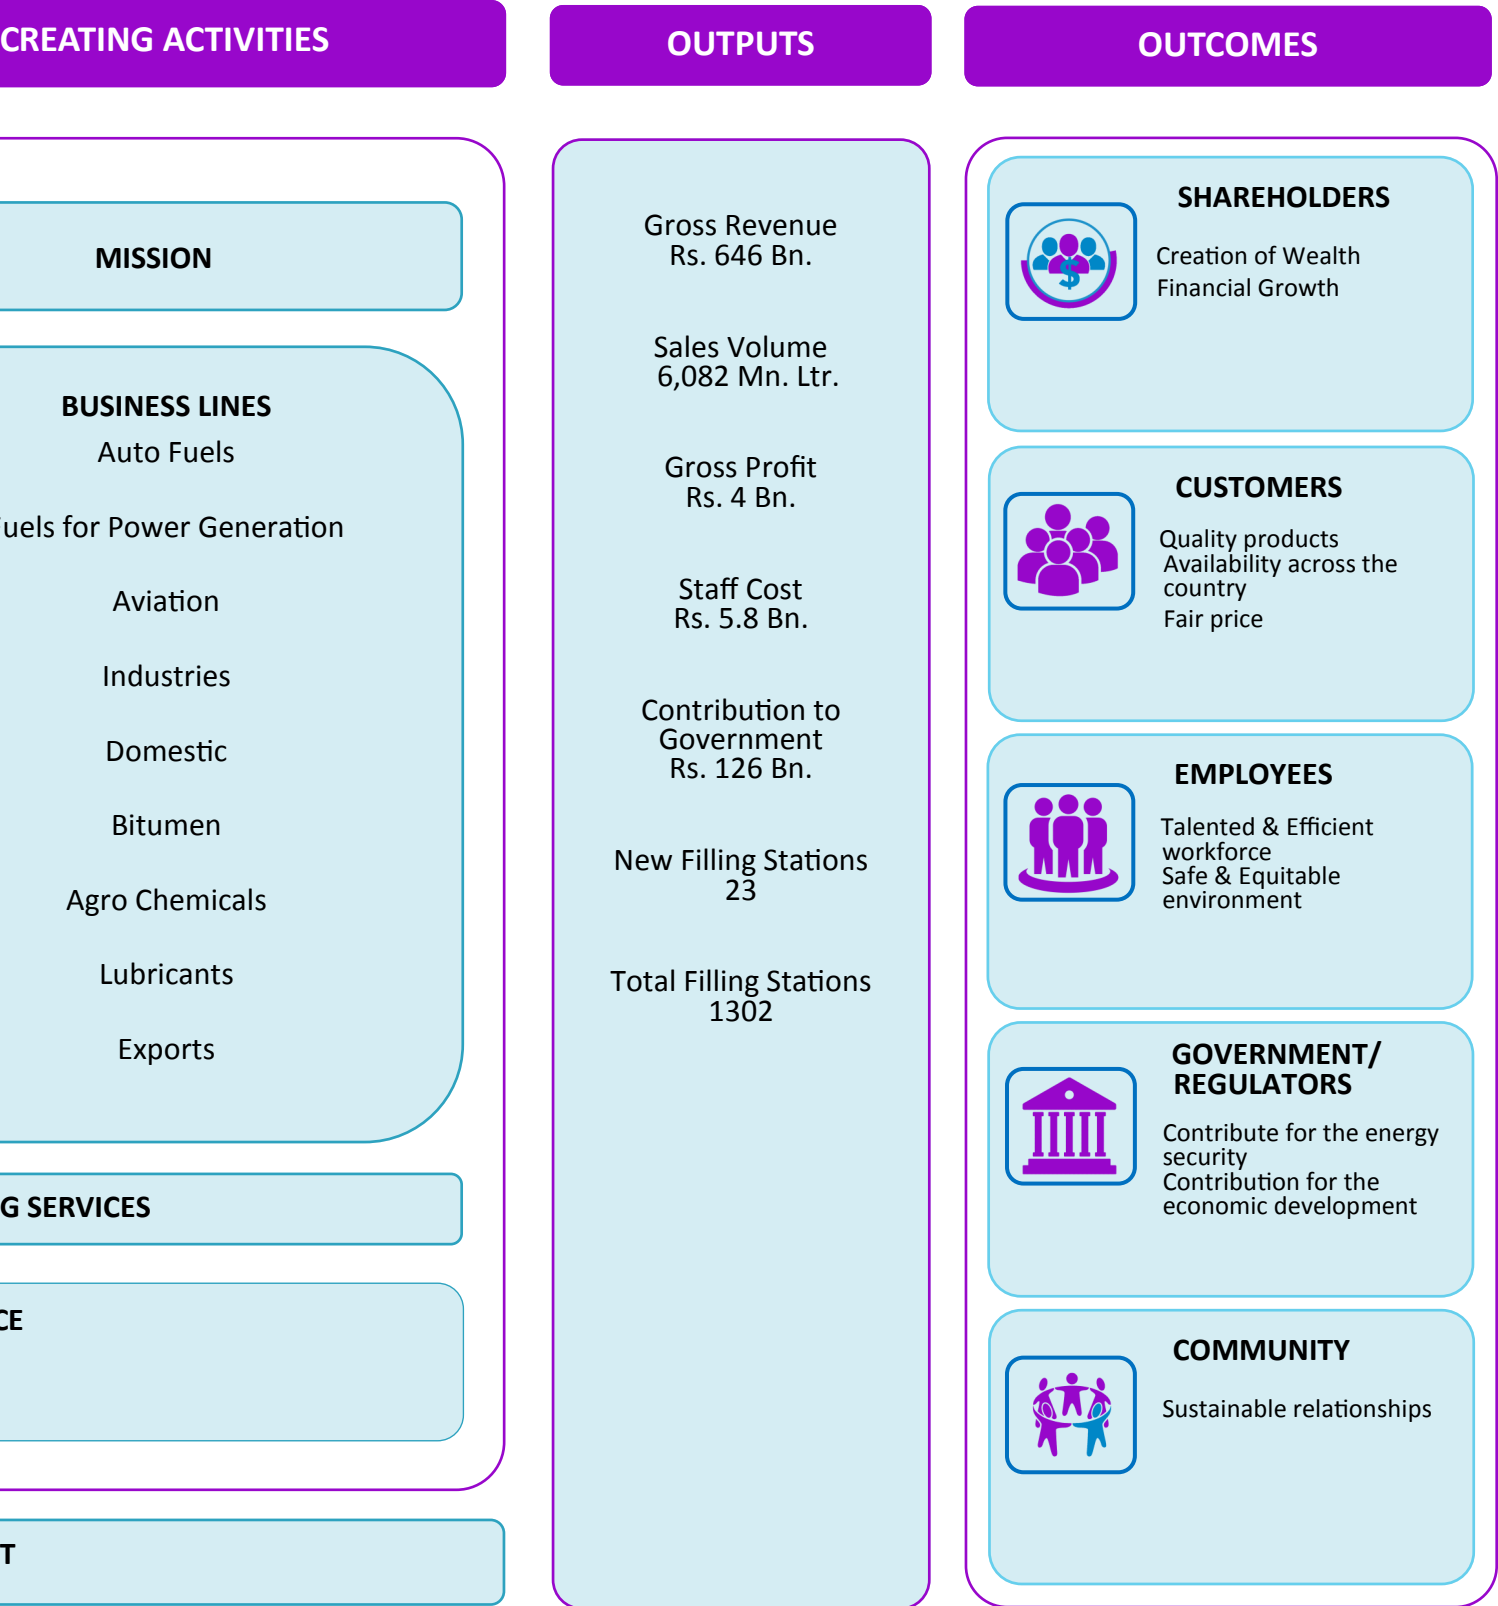 CREATING ACTIVITIES
MISSION
BUSINESS LINES
Auto Fuels
uels for Power Generation
Aviation
Industries
Domestic
Bitumen
Agro Chemicals
Lubricants
Exports
G SERVICES
CE
T
OUTPUTS
Gross Revenue
Rs. 646 Bn.
Sales Volume
6,082 Mn. Ltr.
Gross Profit
Rs. 4 Bn.
Staff Cost
Rs. 5.8 Bn.
Contribution to
Government
Rs. 126 Bn.
New Filling Stations
23
Total Filling Stations
1302
OUTCOMES
SHAREHOLDERS
Creation of Wealth
Financial Growth
CUSTOMERS
Quality products
Availability across the
country
Fair price
EMPLOYEES
Talented & Efficient
workforce
Safe & Equitable
environment
GOVERNMENT/
REGULATORS
Contribute for the energy
security
Contribution for the
economic development
COMMUNITY
Sustainable relationships